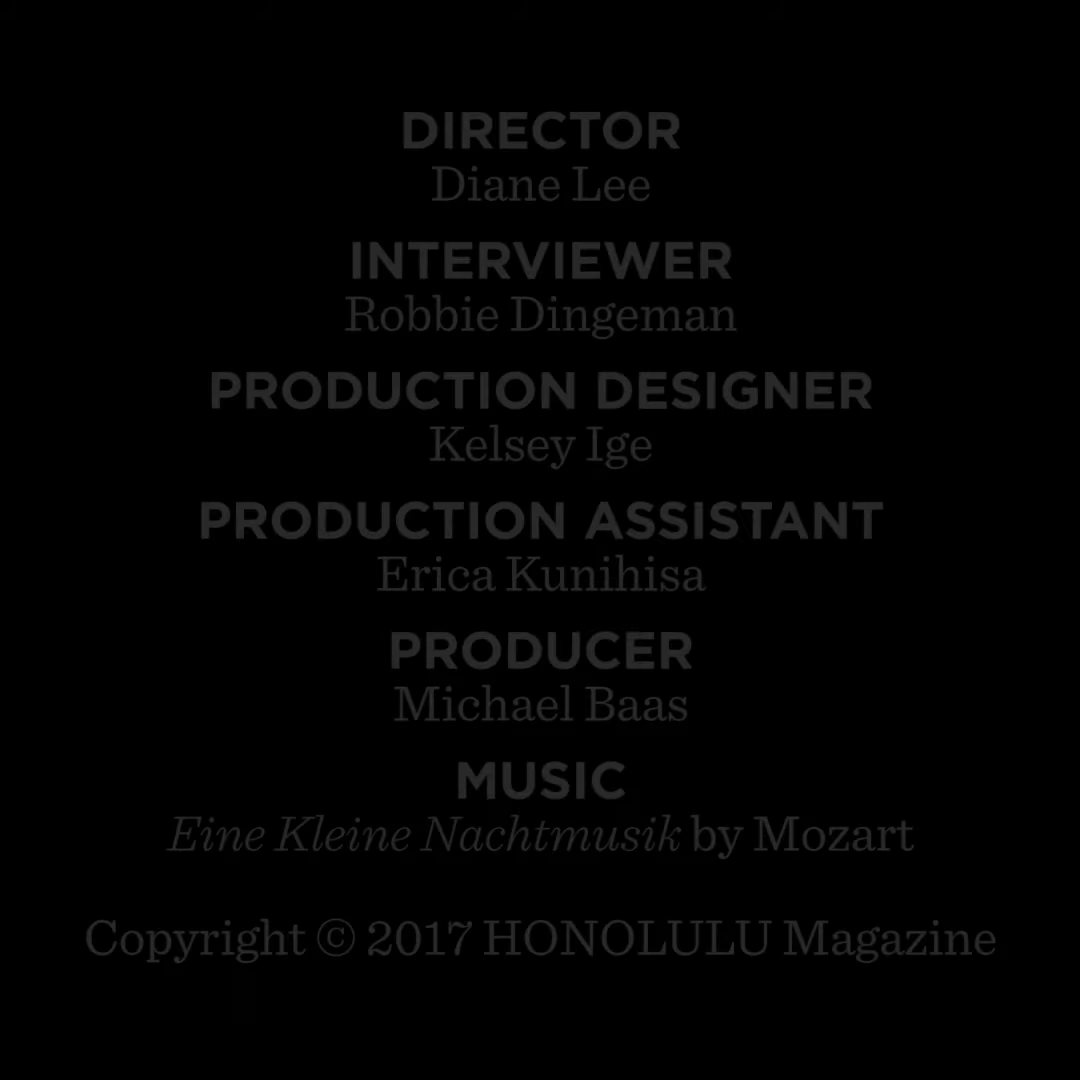 DIRECTOR
Diane Lee
INTERVIEWER
Robbie Dingeman
PRODUCTION DESIGNER
Kelsey Ige
PRODUCTION ASSISTANT
Erica Kunihisa
PRODUCER
Michael Baas
MUSIC
Eine Kleine Nachtmusik by Mozart
Copyright © 2017 HONOLULU Magazine